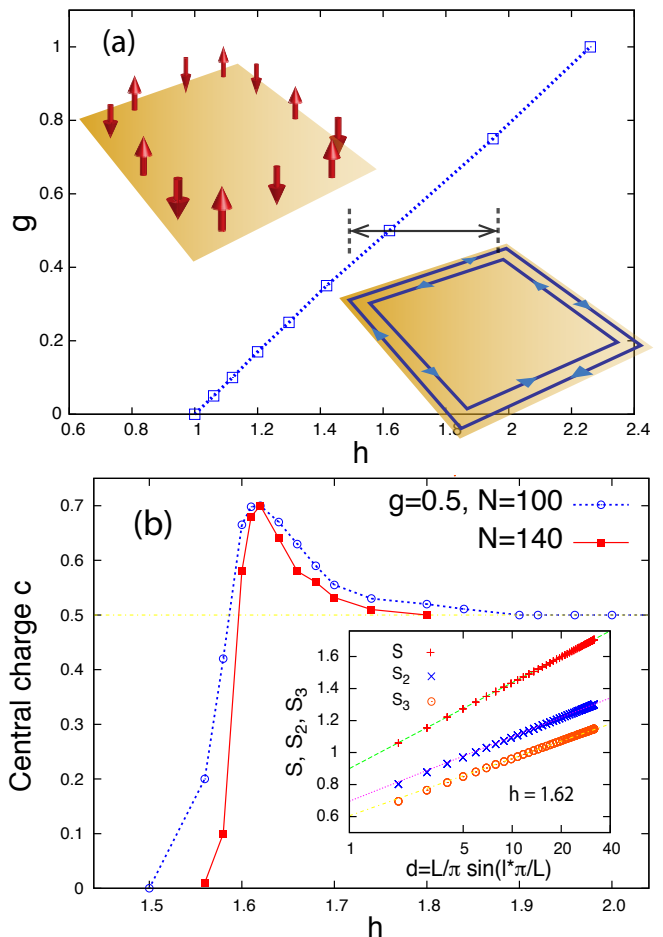 (a)
g
1
0.8
0.6
0.4
0.2
0
0.6 0.8 1 1.2 1.4 1.6 1.8 2 2.2 2.4
h
(b)
g=0.5, N=100
N=140
Central charge c
0.7
0.6
0.5
0.4
0.3
0.2
0.1
0
1.5 1.6 1.7 1.8 1.9 2.0
h
S, S2, S3
1.6
1.4
1.2
1.0
0.8
0.6
S
S2
S3
h = 1.62
1 5 10 20 40
d=L/π sin(l*π/L)